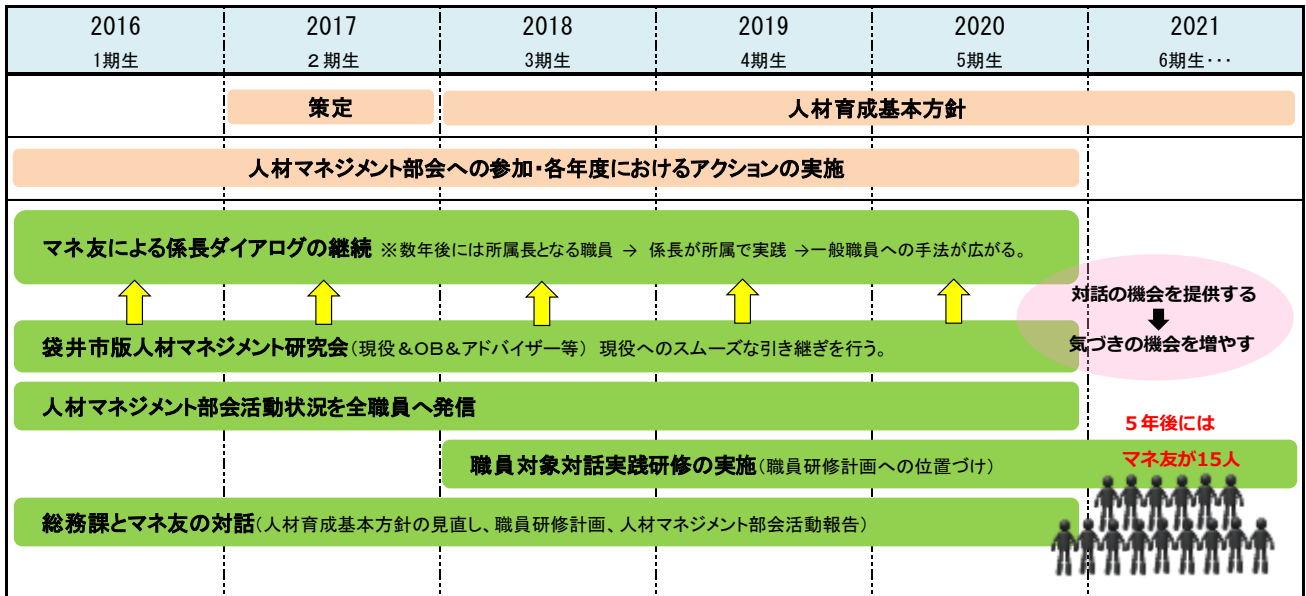 2016 2017 2018 2019 2020 2021
1期生 2期生 3期生 4期生 5期生 6期生・・・
策定 人材育成基本方針
人材マネジメント部会への参加・各年度におけるアクションの実施
マネ友による係長ダイアログの継続 ※数年後には所属長となる職員 → 係長が所属で実践 →一般職員への手法が広がる。
対話の機会を提供する
気づきの機会を増やす
袋井市版人材マネジメント研究会(現役&OB&アドバイザー等) 現役へのスムーズな引き継ぎを行う。
人材マネジメント部会活動状況を全職員へ発信
5年後には
マネ友が15人
職員対象対話実践研修の実施(職員研修計画への位置づけ)
総務課とマネ友の対話(人材育成基本方針の見直し、職員研修計画、人材マネジメント部会活動報告)